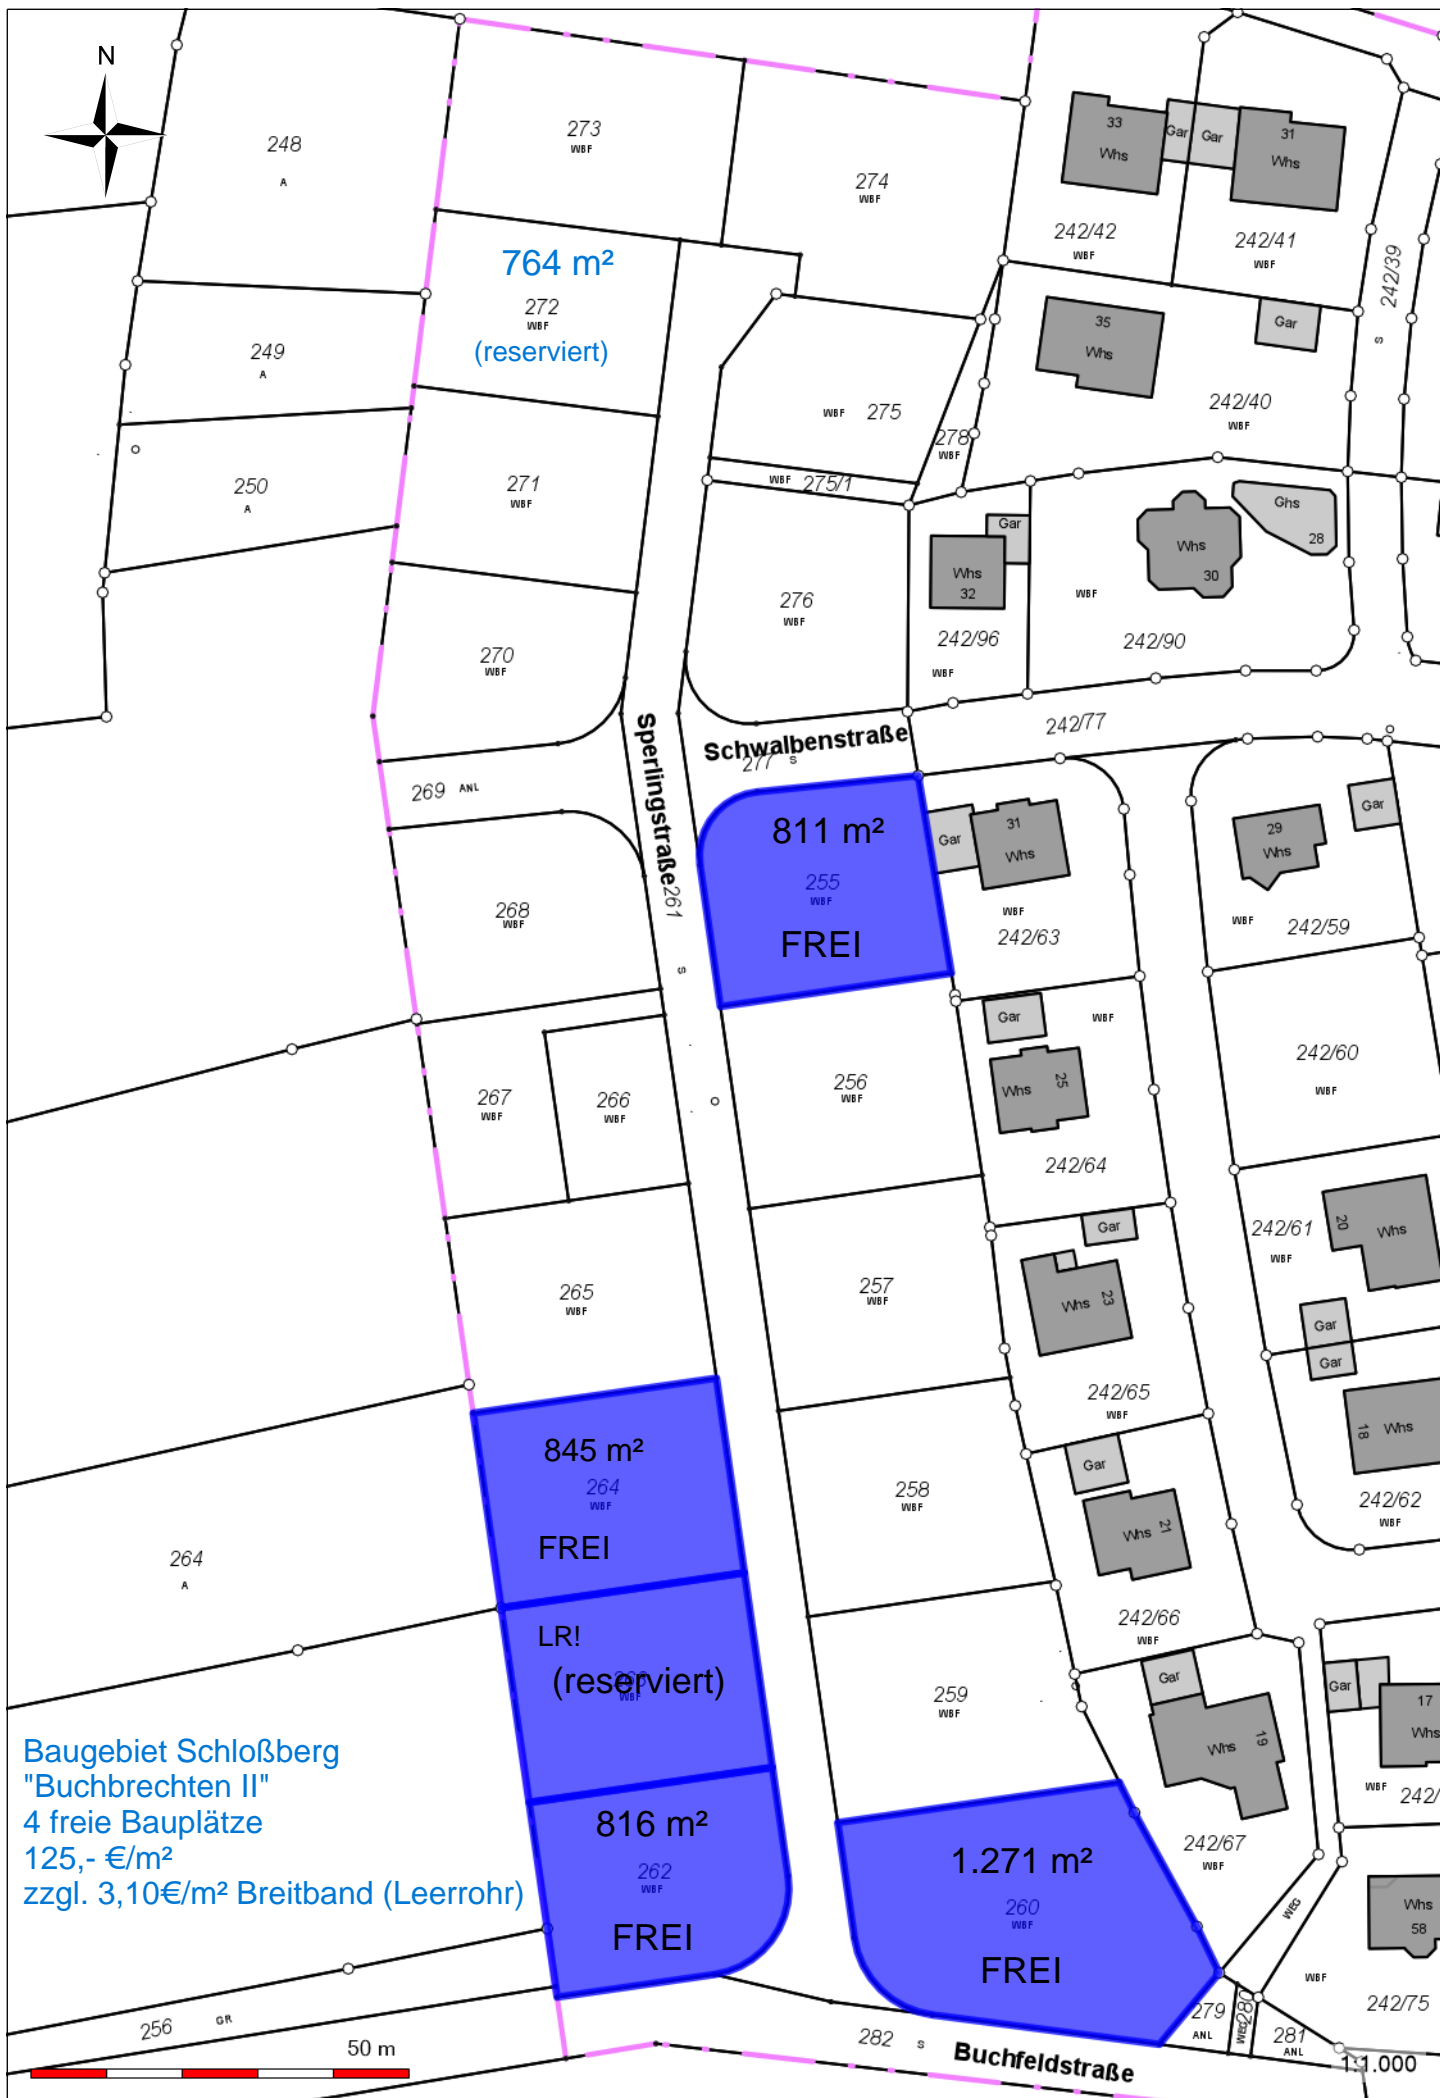 N
248
A
273
WBF
274
WBF
33
Whs
Gar
Gar
31
Whs
242/42
WBF
242/41
WBF
242/39
S
764 m²
272
WBF
(reserviert)
249
A
35
Whs
Gar
242/40
WBF
WBF 275
278
WBF
WBF 275/1
250
A
271
WBF
Gar
Whs
32
242/96
WBF
Whs
30
Ghs
28
WBF
242/90
276
WBF
270
WBF
Sperlingstraße
261
S
Schwalbenstraße
277 S
242/77
269 ANL
811 m²
255
WBF
FREI
Gar
31
Whs
WBF
242/63
29
Whs
Gar
WBF
242/59
268
WBF
Gar
WBF
Whs
25
242/64
242/60
WBF
267
WBF
266
WBF
256
WBF
242/61
WBF
20
Whs
Gar
Whs
23
242/65
WBF
257
WBF
265
WBF
Gar
Gar
18
Whs
242/62
WBF
845 m²
264
WBF
FREI
258
WBF
Gar
Whs
21
242/66
WBF
264
A
LR!
(reserviert)
WBF
259
WBF
Gar
Whs
19
242/67
WBF
Gar
17
Whs
WBF
242/
Baugebiet Schloßberg
"Buchbrechten II"
4 freie Bauplätze
125,- €/m²
zzgl. 3,10€/m² Breitband (Leerrohr)
816 m²
262
WBF
FREI
1.271 m²
260
WBF
FREI
WEG
Whs
58
WBF
242/75
279
ANL
WEG
280
281
ANL
256 GR
50 m
282 S
Buchfeldstraße
1:1.000